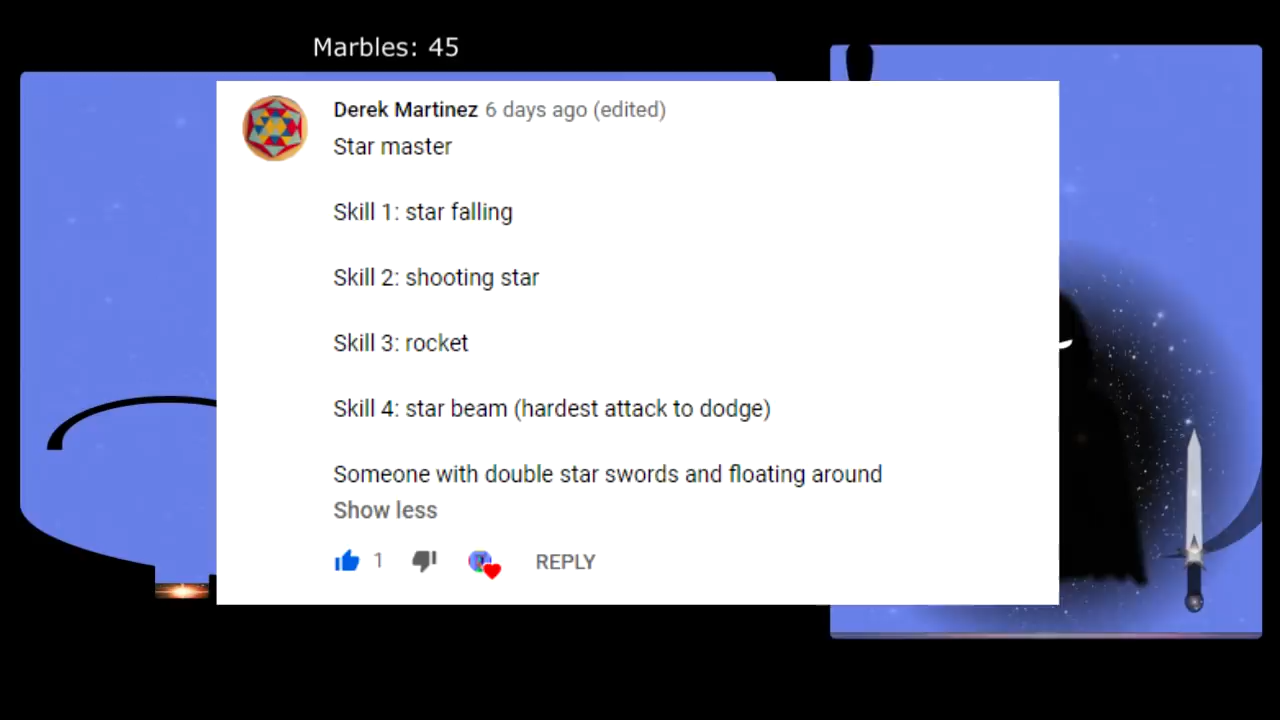 Marbles: 45
Derek Martinez 6 days ago (edited)
Star master
Skill 1: star falling
Skill 2: shooting star
Skill 3: rocket
Skill 4: star beam (hardest attack to dodge)
Someone with double star swords and floating around
Show less
1 REPLY